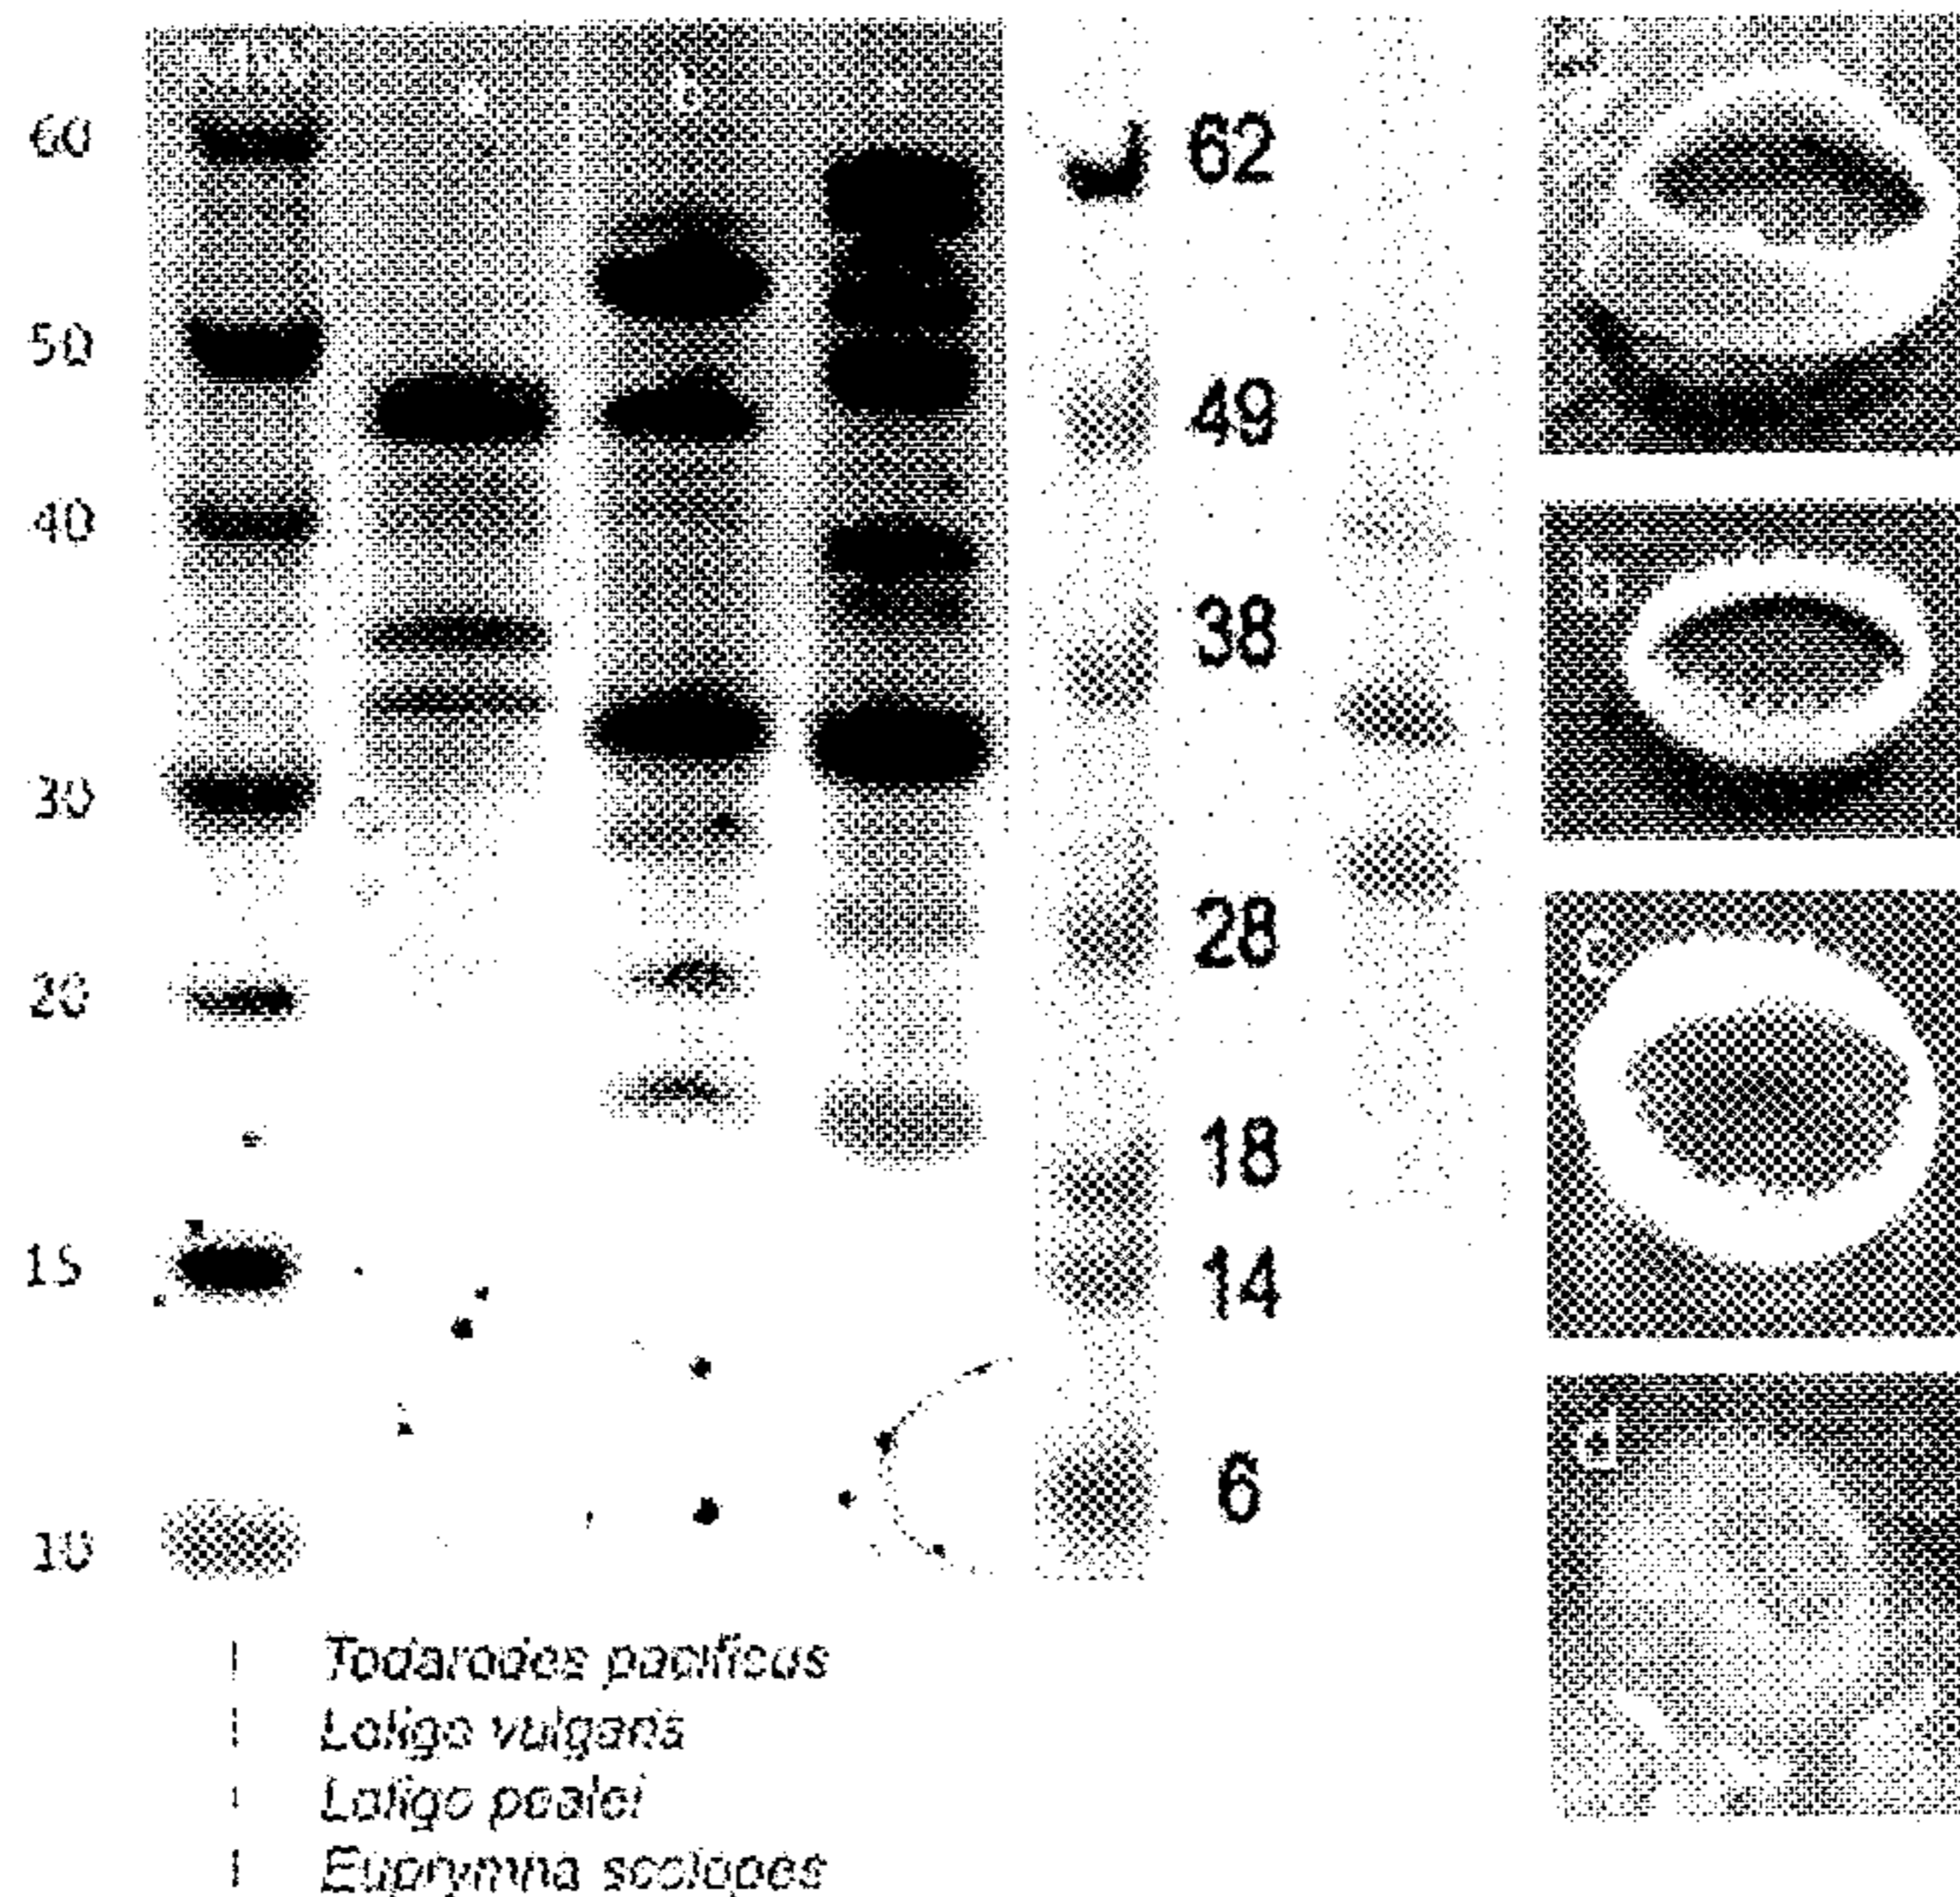 MW a b c
60
50
40
30
20
15
10
62
49
38
28
18
14
6
a
b
c
d
| Todarodes pacificus
| Loligo vulgaris
| Loligo pealei
| Euprymna scolopes